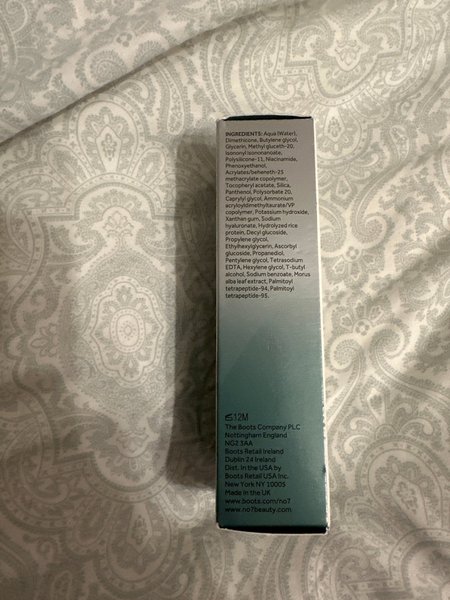 INGREDIENTS: Aqua (Water),
Dimethicone, Butylene glycol,
Glycerin, Methyl gluceth-20,
Isononyl isononanoate,
Polysilicone-11, Niacinamide,
Phenoxyethanol,
Acrylates/beheneth-25
methacrylate copolymer,
Tocopheryl acetate, Silica,
Panthenol, Polysorbate 20,
Caprylyl glycol, Ammonium
acryloyldimethyltaurate/VP
copolymer, Potassium hydroxide,
Xanthan gum, Sodium
hyaluronate, Hydrolyzed rice
protein, Decyl glucoside,
Propylene glycol,
Ethylhexylglycerin, Ascorbyl
glucoside, Propanediol,
Pentylene glycol, Tetrasodium
EDTA, Hexylene glycol, T-butyl
alcohol, Sodium benzoate, Morus
alba leaf extract, Palmitoyl
tetrapeptide-94, Palmitoyl
tetrapeptide-95.
12M
The Boots Company PLC
Nottingham England
NG2 3AA
Boots Retail Ireland
Dublin 24 Ireland
Dist. in the USA by
Boots Retail USA Inc.
New York NY 10005
Made in the UK
www.boots.com/no7
www.no7beauty.com